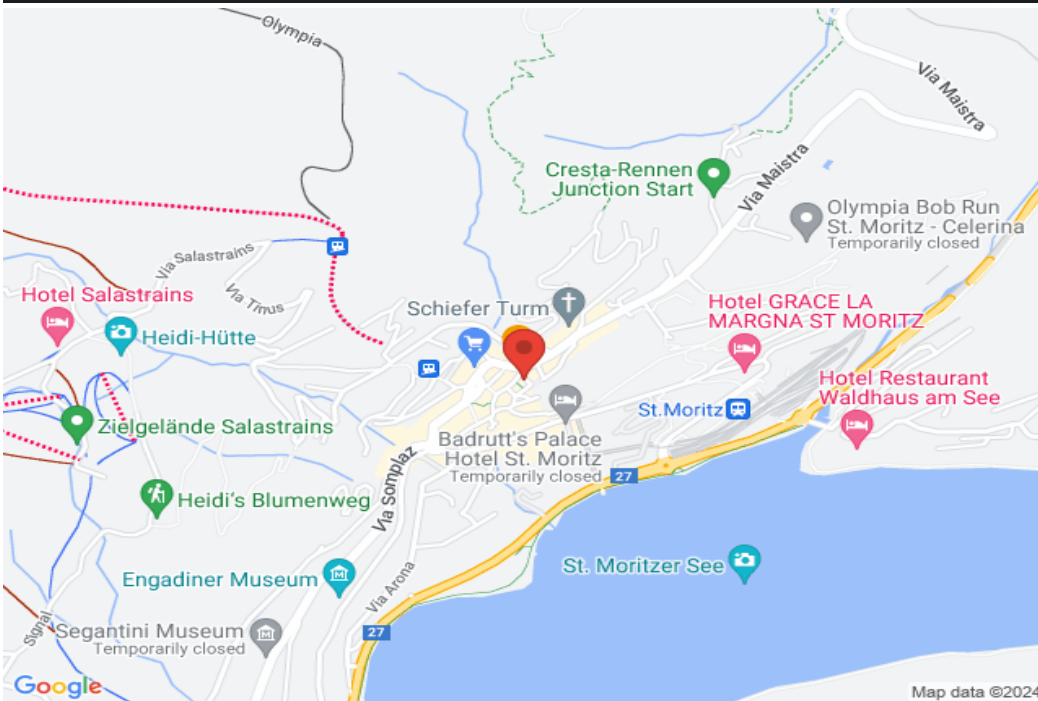 Olympia
Via Maistra
Cresta-Rennen
Junction Start
Via Maistra
Olympia Bob Run
St. Moritz - Celerina
Temporarily closed
Via Salastrains
Via Tinus
Hotel Salastrains
Heidi-Hütte
Schiefer Turm
Hotel GRACE LA
MARGNA ST MORITZ
Hotel Restaurant
Waldhaus am See
St.Moritz
Zielgelände Salastrains
Badrutt's Palace
Hotel St. Moritz
Temporarily closed
27
Via Somplaz
Heidi's Blumenweg
St. Moritzer See
Engadiner Museum
Via Arona
Signal
Segantini Museum
Temporarily closed
27
Google
Map data ©2024